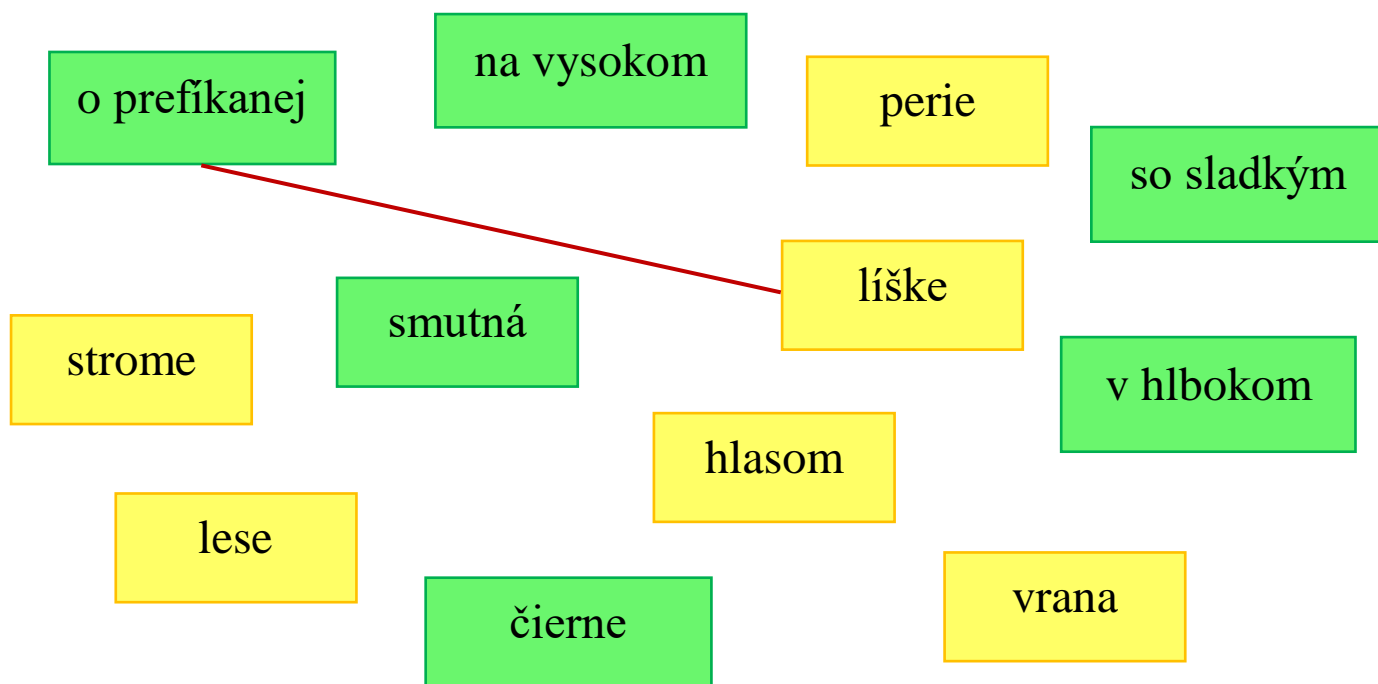 na vysokom
o prefíkanej
perie
so sladkým
líške
smutná
strome
v hlbokom
hlasom
lese
vrana
čierne